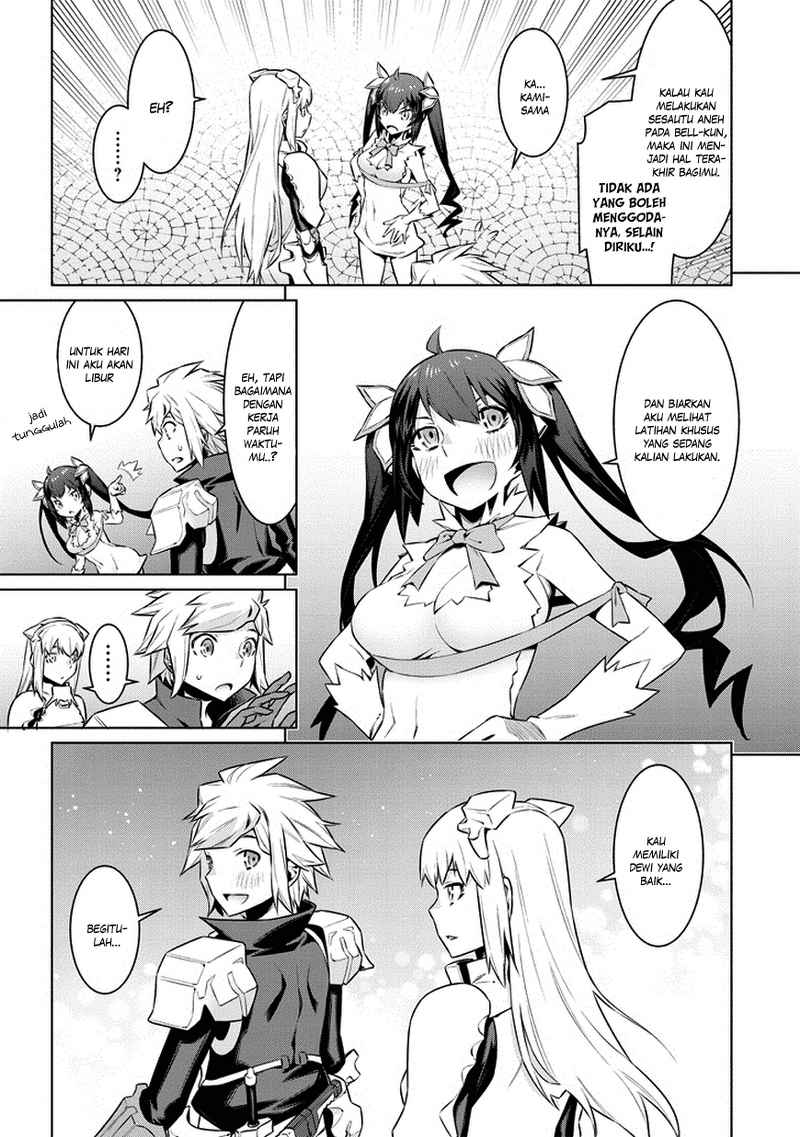 KALAU KAU
MELAKUKAN
SESAUTU ANEH
PADA BELL-KUN,
MAKA INI MEN-
JADI HAL TERA-
KHIR BAGIMU.
TIDAK ADA
YANG BOLEH
MENGGODA-
NYA, SELAIN
DIRIKU...!
KA...
KAMI-
SAMA
EH?
......?
DAN BIARKAN
AKU MELIHAT
LATIHAN KHUSUS
YANG SEDANG
KALIAN LAKUKAN.
EH, TAPI
BAGAIMANA
DENGAN
KERJA
PARUH
WAKTU-
MU..?
UNTUK HARI
INI AKU AKAN
LIBUR
jadi
tunggulah
......
KAU
MEMILIKI
DEWI YANG
BAIK...
BEGITU-
LAH...